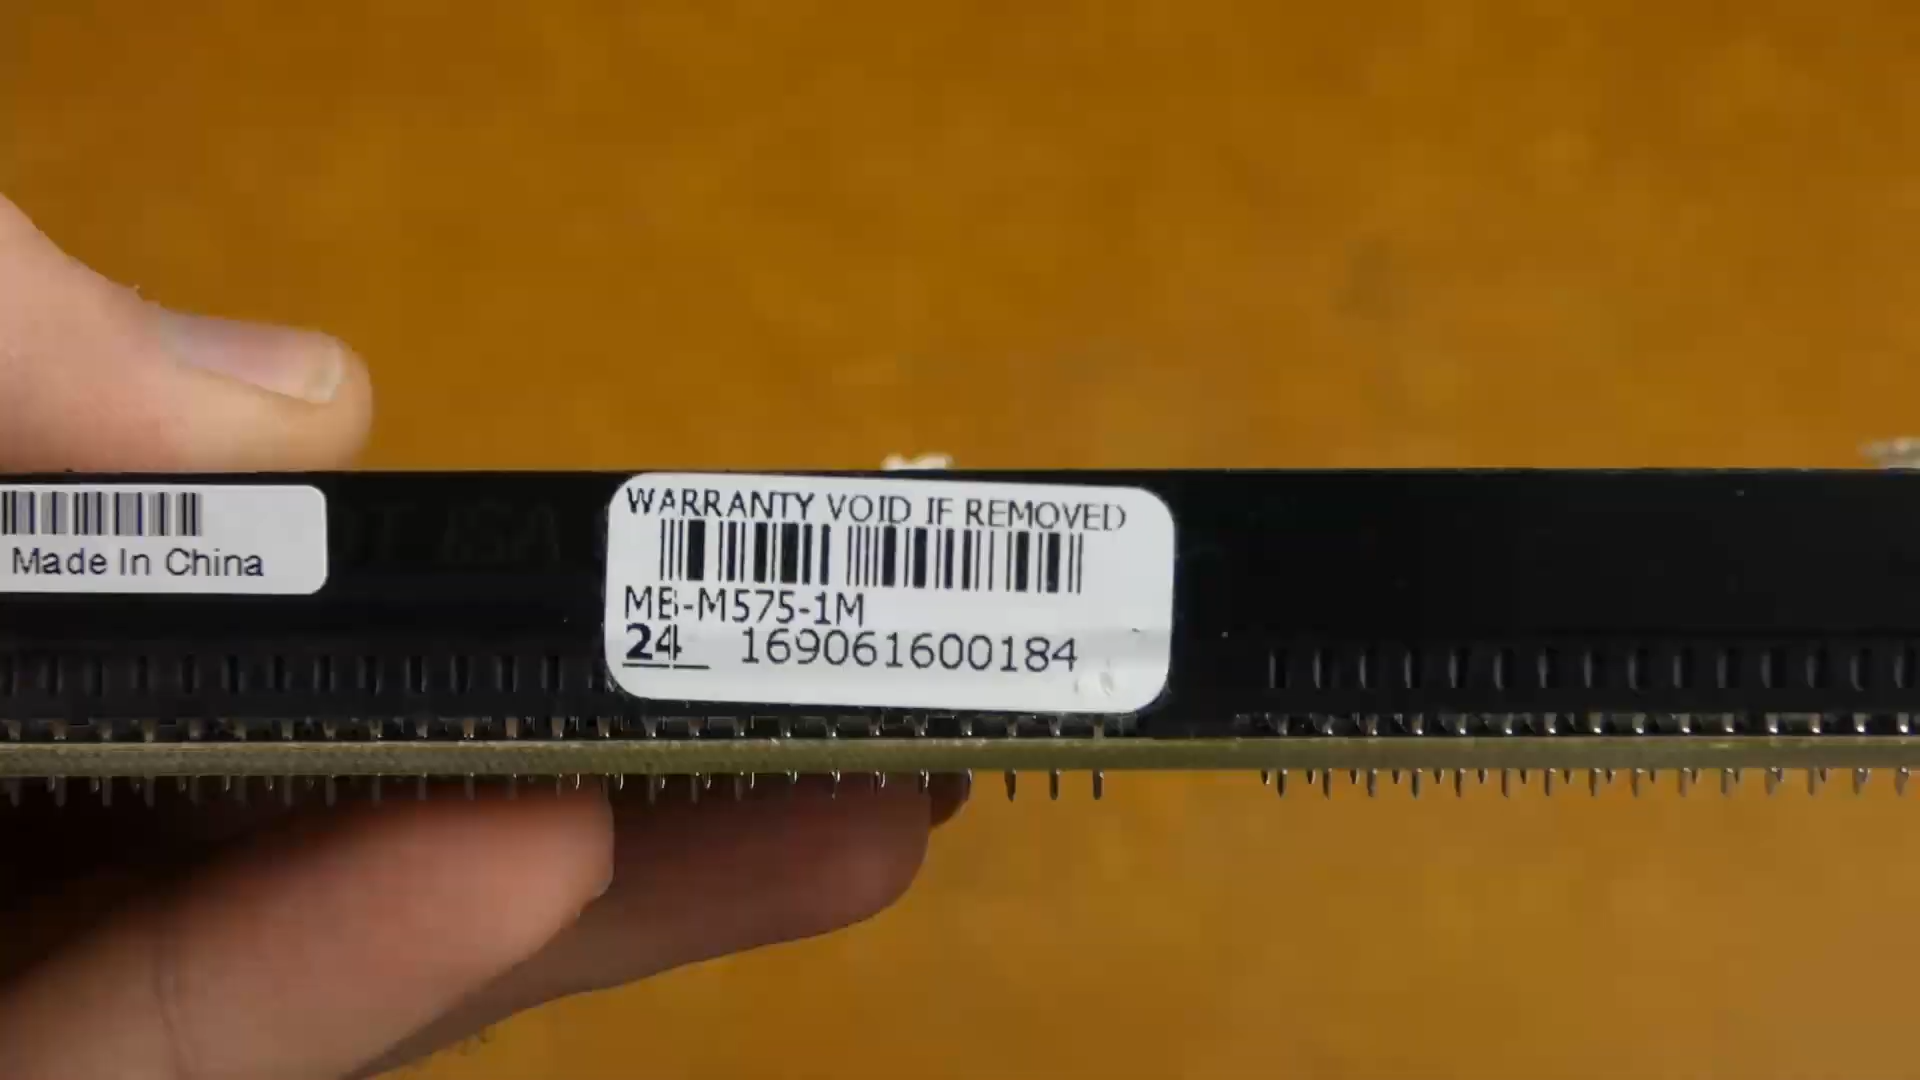 Made In China
WARRANTY VOID IF REMOVED
MB-M575-1M
24 169061600184